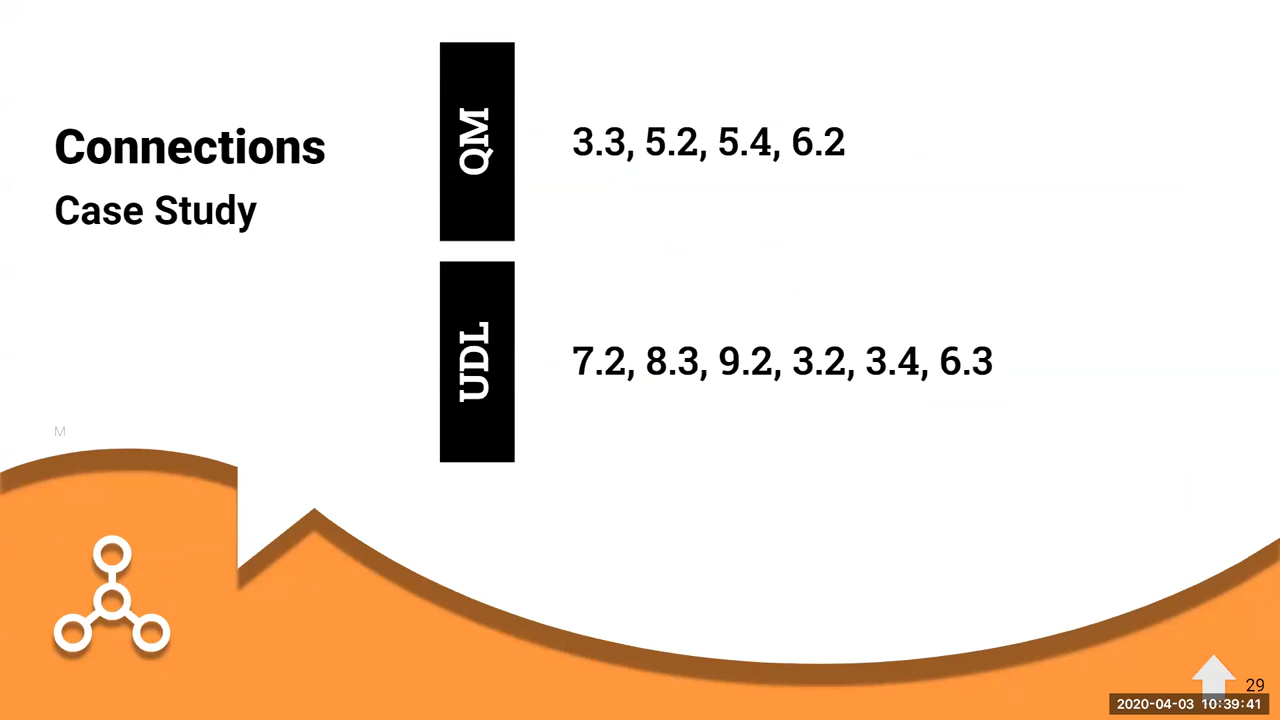 Connections
Case Study
QM
3.3, 5.2, 5.4, 6.2
UDL
7.2, 8.3, 9.2, 3.2, 3.4, 6.3
M
29
2020-04-03 10:39:41